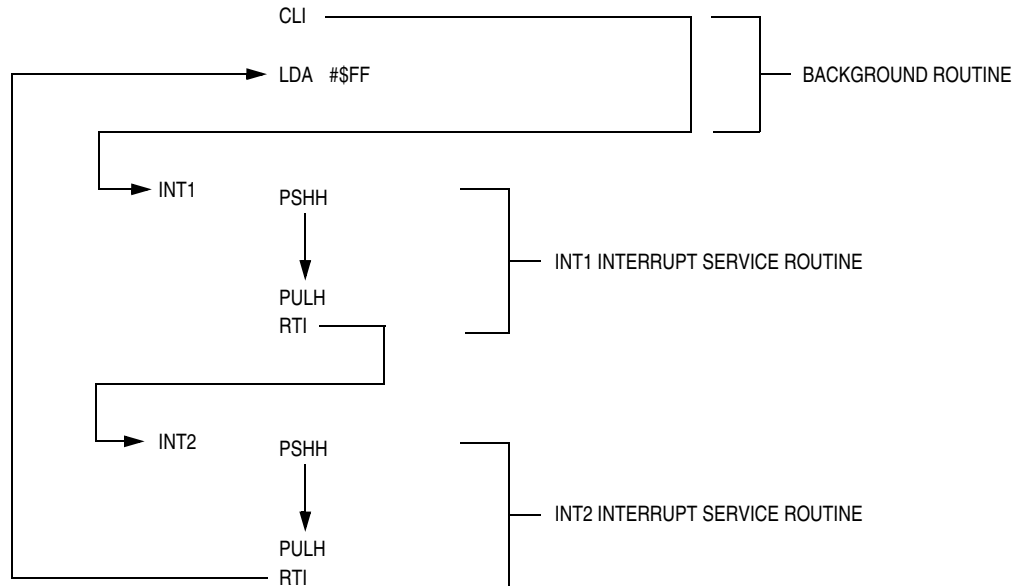 CLI
LDA #$FF
BACKGROUND ROUTINE
INT1
PSHH
INT1 INTERRUPT SERVICE ROUTINE
PULH
RTI
INT2
PSHH
INT2 INTERRUPT SERVICE ROUTINE
PULH
RTI